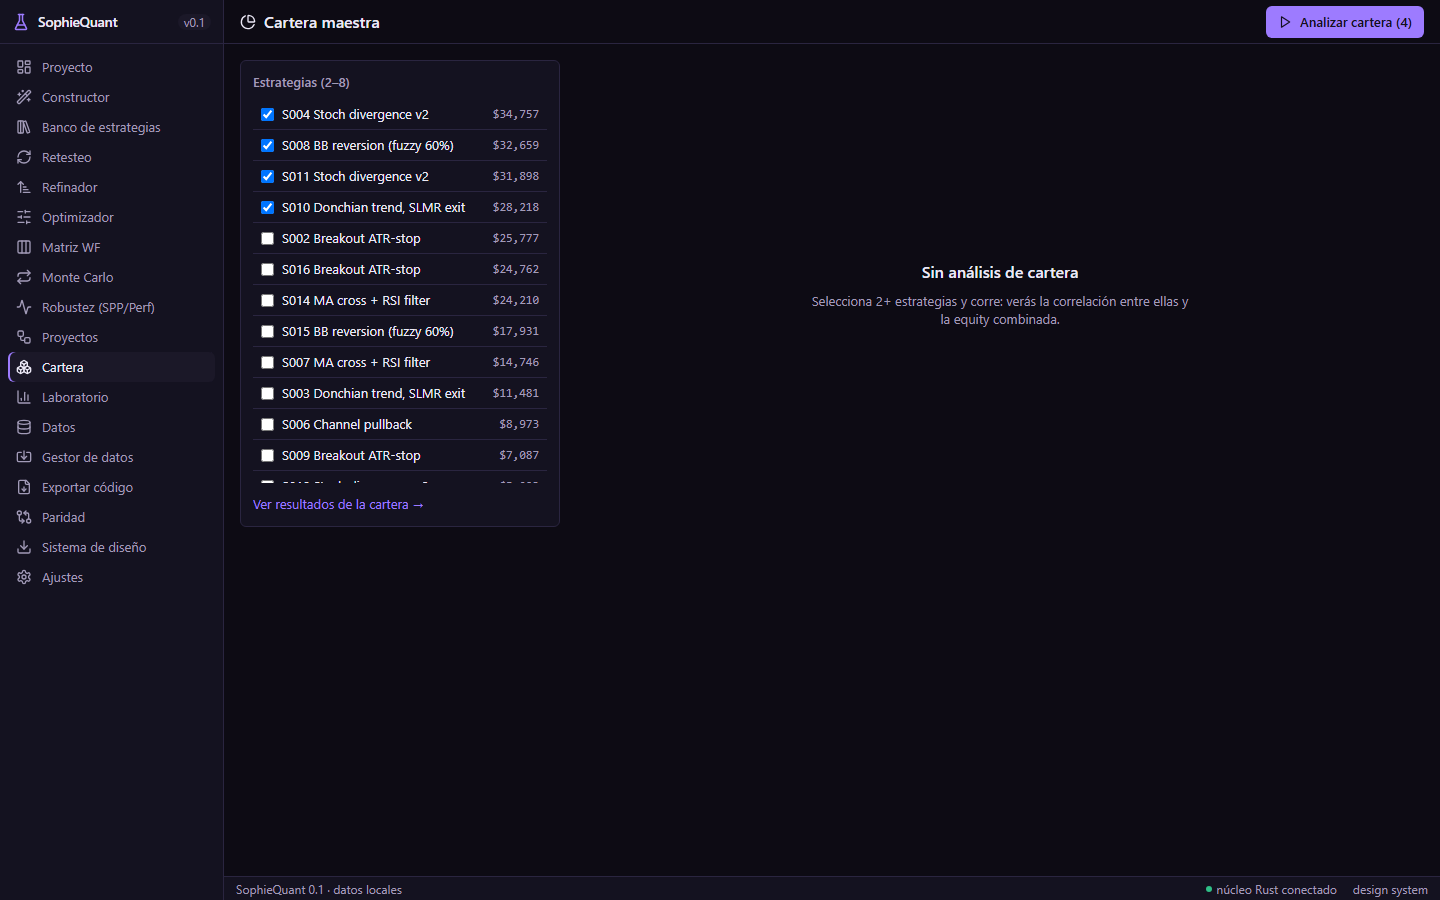 SophieQuant
v0.1
Proyecto
Constructor
Banco de estrategias
Retesteo
Refinador
Optimizador
Matriz WF
Monte Carlo
Robustez (SPP/Perf)
Proyectos
Cartera
Laboratorio
Datos
Gestor de datos
Exportar código
Paridad
Sistema de diseño
Ajustes
Cartera maestra
Analizar cartera (4)
Estrategias (2–8)
S004 Stoch divergence v2 $34,757
S008 BB reversion (fuzzy 60%) $32,659
S011 Stoch divergence v2 $31,898
S010 Donchian trend, SLMR exit $28,218
S002 Breakout ATR-stop $25,777
S016 Breakout ATR-stop $24,762
S014 MA cross + RSI filter $24,210
S015 BB reversion (fuzzy 60%) $17,931
S007 MA cross + RSI filter $14,746
S003 Donchian trend, SLMR exit $11,481
S006 Channel pullback $8,973
S009 Breakout ATR-stop $7,087
Ver resultados de la cartera →
Sin análisis de cartera
Selecciona 2+ estrategias y corre: verás la correlación entre ellas y
la equity combinada.
SophieQuant 0.1 · datos locales
núcleo Rust conectado
design system